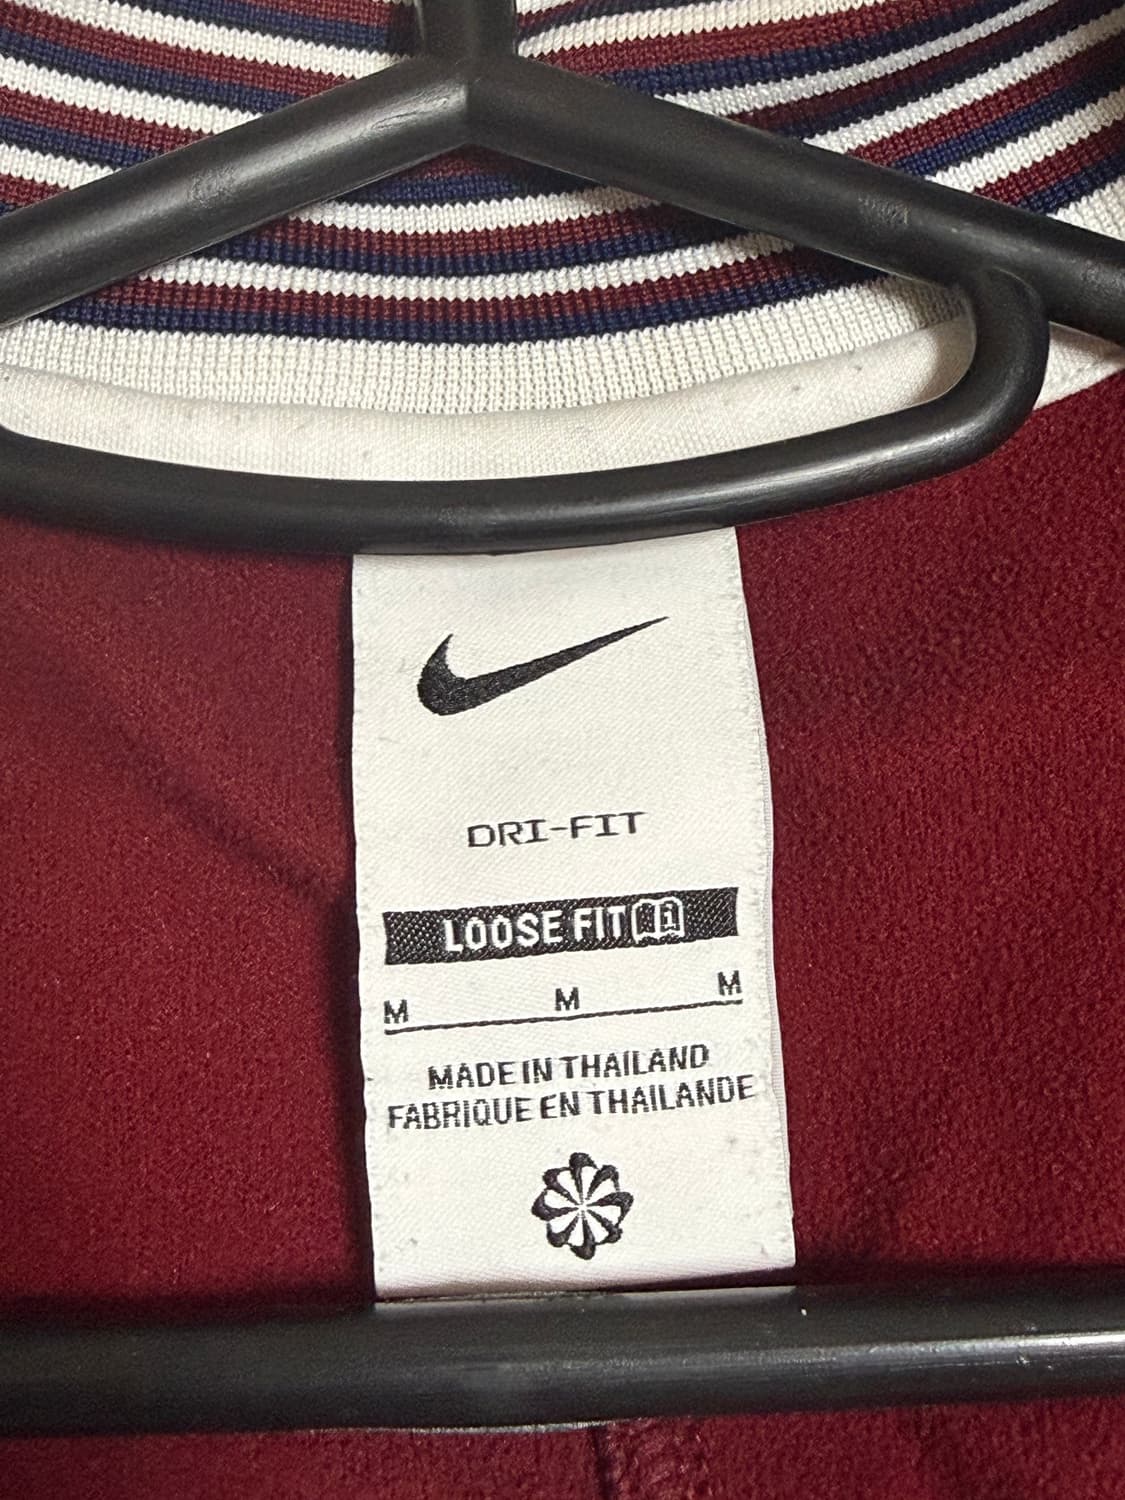 DRI-FIT
LOOSE FIT
M M M
MADE IN THAILAND
FABRIQUE EN THAILANDE